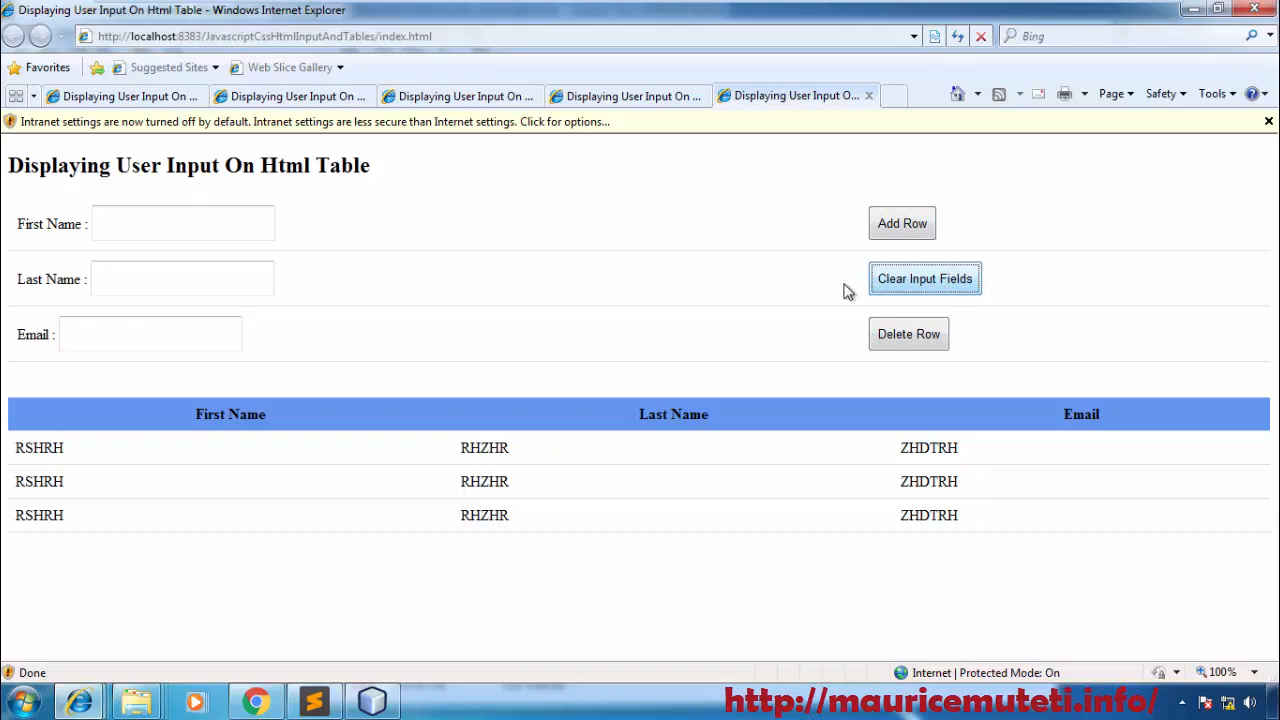 Displaying User Input On Html Table - Windows Internet Explorer
http://localhost:8383/JavascriptCssHtmlInputAndTables/index.html
Bing
Favorites Suggested Sites Web Slice Gallery
Displaying User Input On ... Displaying User Input On ... Displaying User Input On ... Displaying User Input On ... Displaying User Input O... Page Safety Tools
Intranet settings are now turned off by default. Intranet settings are less secure than Internet settings. Click for options...
Displaying User Input On Html Table
First Name : Add Row
Last Name : Clear Input Fields
Email : Delete Row
First Name Last Name Email
RSHRH RHZHR ZHDTRH
RSHRH RHZHR ZHDTRH
RSHRH RHZHR ZHDTRH
Done Internet | Protected Mode: On 100%
http://mauricemuteti.info/